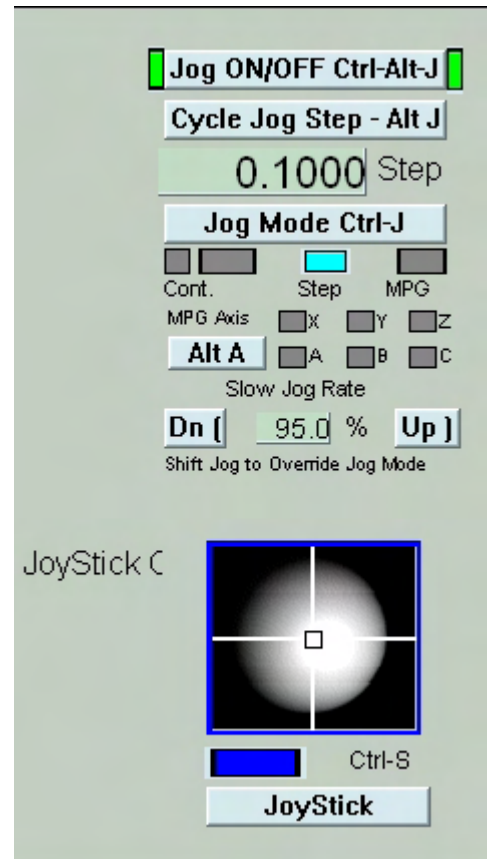 Jog ON/OFF Ctrl-Alt-J
Cycle Jog Step - Alt J
0.1000 Step
Jog Mode Ctrl-J
Cont. Step MPG
MPG Axis X Y Z
Alt A A B C
Slow Jog Rate
Dn ( 95.0 % Up )
Shift Jog to Override Jog Mode
JoyStick C
Ctrl-S
JoyStick